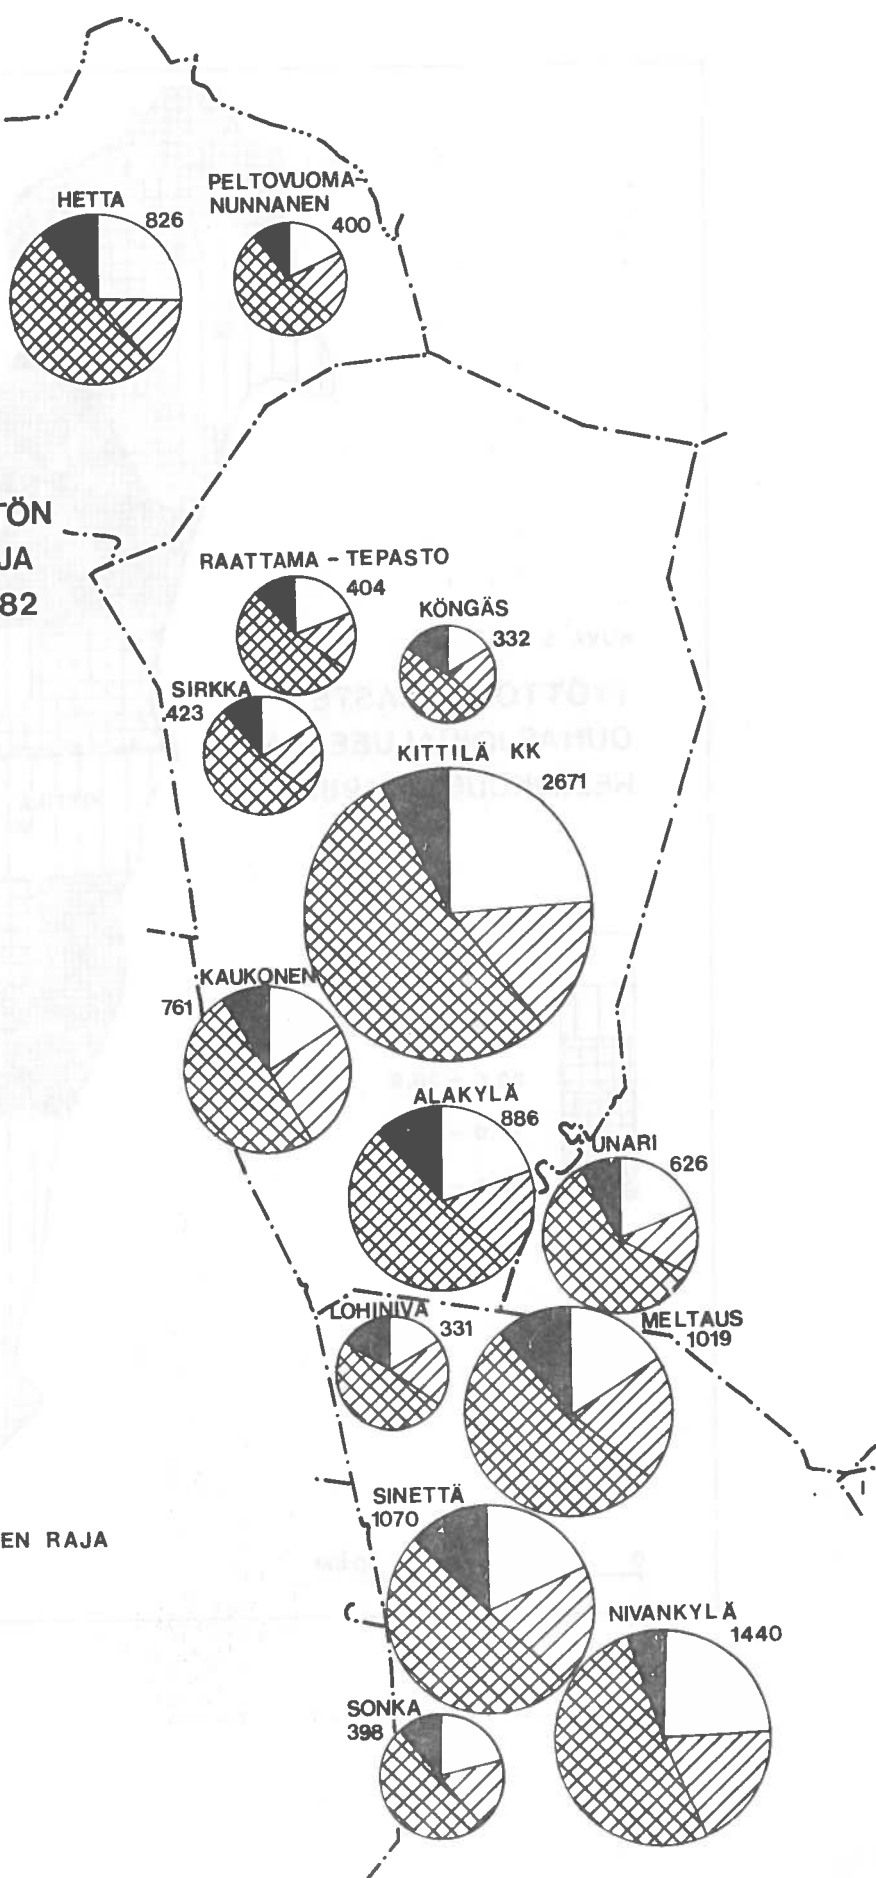 HETTA
826
PELTOVUOMA-
NUNNANEN
400
TÖN
JA
82
RAATTAMA - TEPASTO
404
KÖNGÄS
332
SIRKKA
423
KITTILÄ KK
2671
KAUKONEN
761
ALAKYLÄ
886
UNARI
626
LOHINIVA
331
MELTAUS
1019
SINETTÄ
1070
EN RAJA
NIVANKYLÄ
1440
SONKA
398